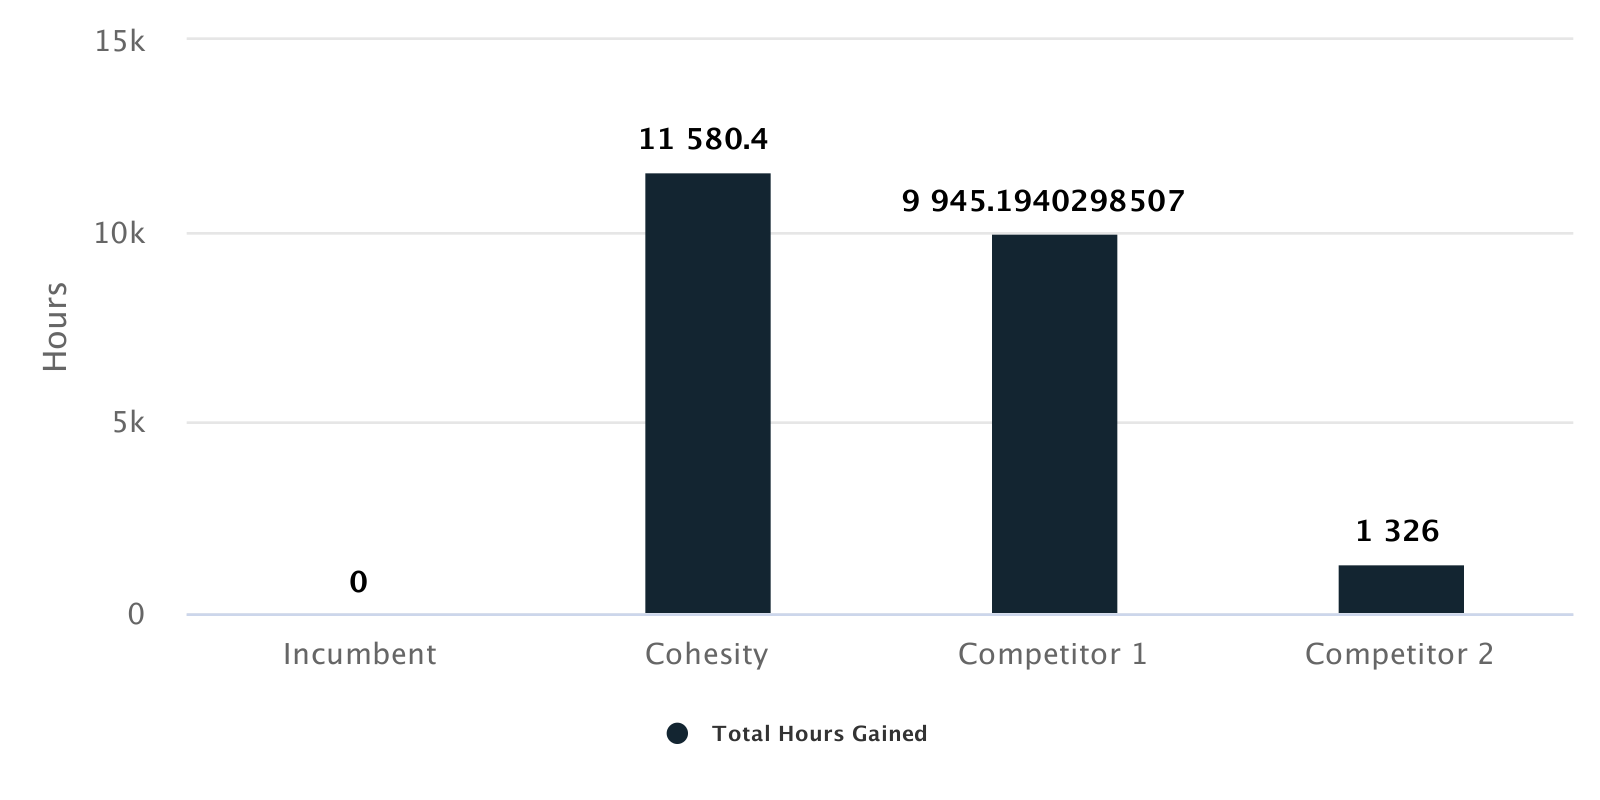 15k
11 580.4
9 945.1940298507
10k
Hours
5k
1 326
0
0
Incumbent
Cohesity
Competitor 1
Competitor 2
Total Hours Gained